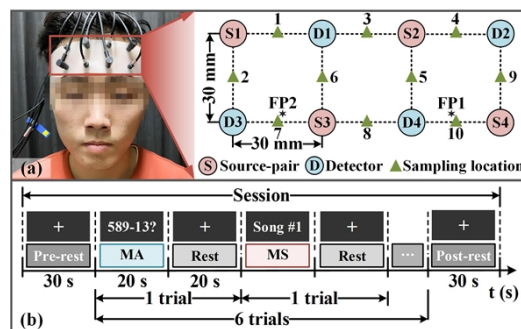 1 3 4
S1 D1 S2 D2
30 mm
2 6 5 9
FP2 FP1
* *
D3 S3 D4 S4
7 8 10
30 mm
(a)
S Source-pair D Detector Sampling location
Session
+ 589-13? + Song #1 + +
Pre-rest MA Rest MS Rest ... Post-rest
30 s 20 s 20 s 30 s t (s)
1 trial 1 trial
6 trials
(b)